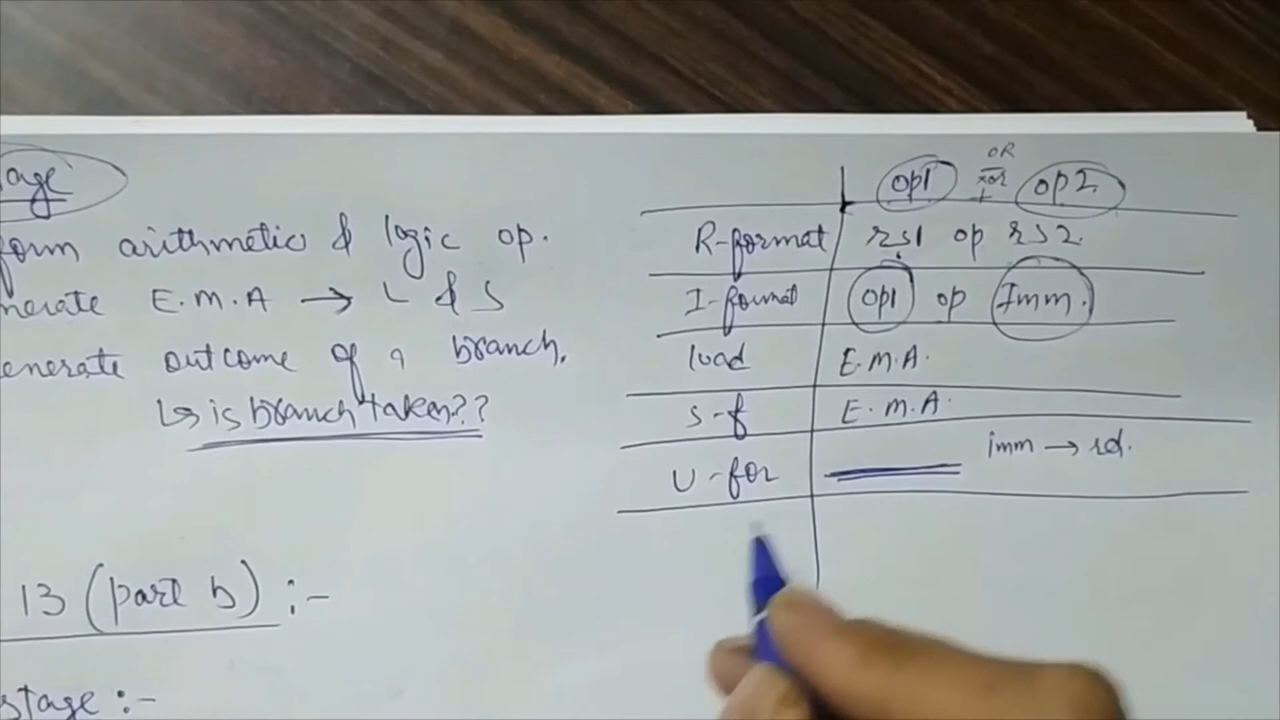 age
form arithmetic & logic op.
nerate E.M.A → L & S
enerate outcome of a branch.
↳ is branch taken??
13 (part b) :-
stage :-
op1 OR xor + op2
R-format rs1 op rs2.
I-format op1 op Imm.
load E.M.A.
S-f E.M.A.
U-for imm → rd.